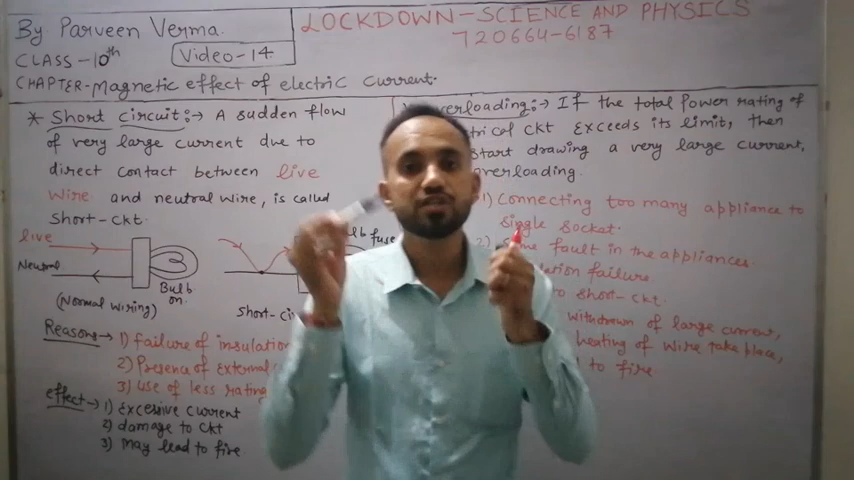 By Parveen Verma.
CLASS-10th
Video-14
CHAPTER-Magnetic effect of electric current.
LOCKDOWN-SCIENCE AND PHYSICS
720664-6187
* Short circuit:→ A sudden flow
of very large current due to
direct contact between live
wire and neutral wire, is called
short-ckt.
live
Neutral
Bulb
on.
(Normal wiring)
fuse
short-
Reasons→ 1) failure of insulation
2) Presence of external
3) use of less rating
effect→ 1) Excessive current
2) damage to ckt
3) may lead to fire
overloading:→ If the total Power rating of
ckt exceeds its limit, then
start drawing a very large current,
overloading.
1) Connecting too many appliance to
single socket.
2) fault in the appliances.
failure
to short-ckt.
withdrawn of large current,
heating of wire take place,
to fire